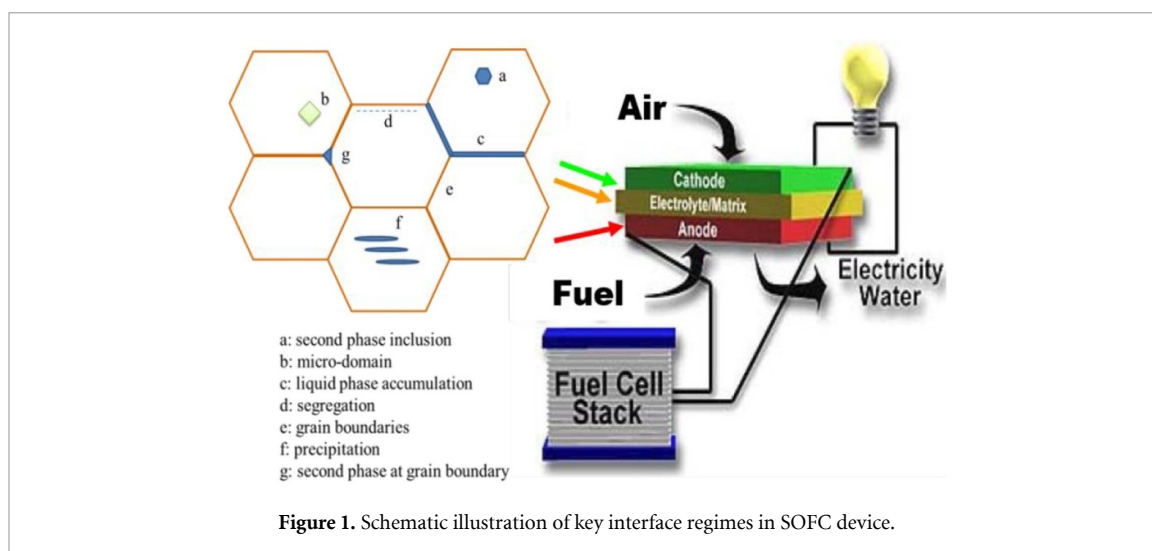 a
b
d
c
g
e
f
a: second phase inclusion
b: micro-domain
c: liquid phase accumulation
d: segregation
e: grain boundaries
f: precipitation
g: second phase at grain boundary
Air
Cathode
Electrolyte/Matrix
Anode
Fuel
Electricity
Water
Fuel Cell
Stack
Figure 1. Schematic illustration of key interface regimes in SOFC device.